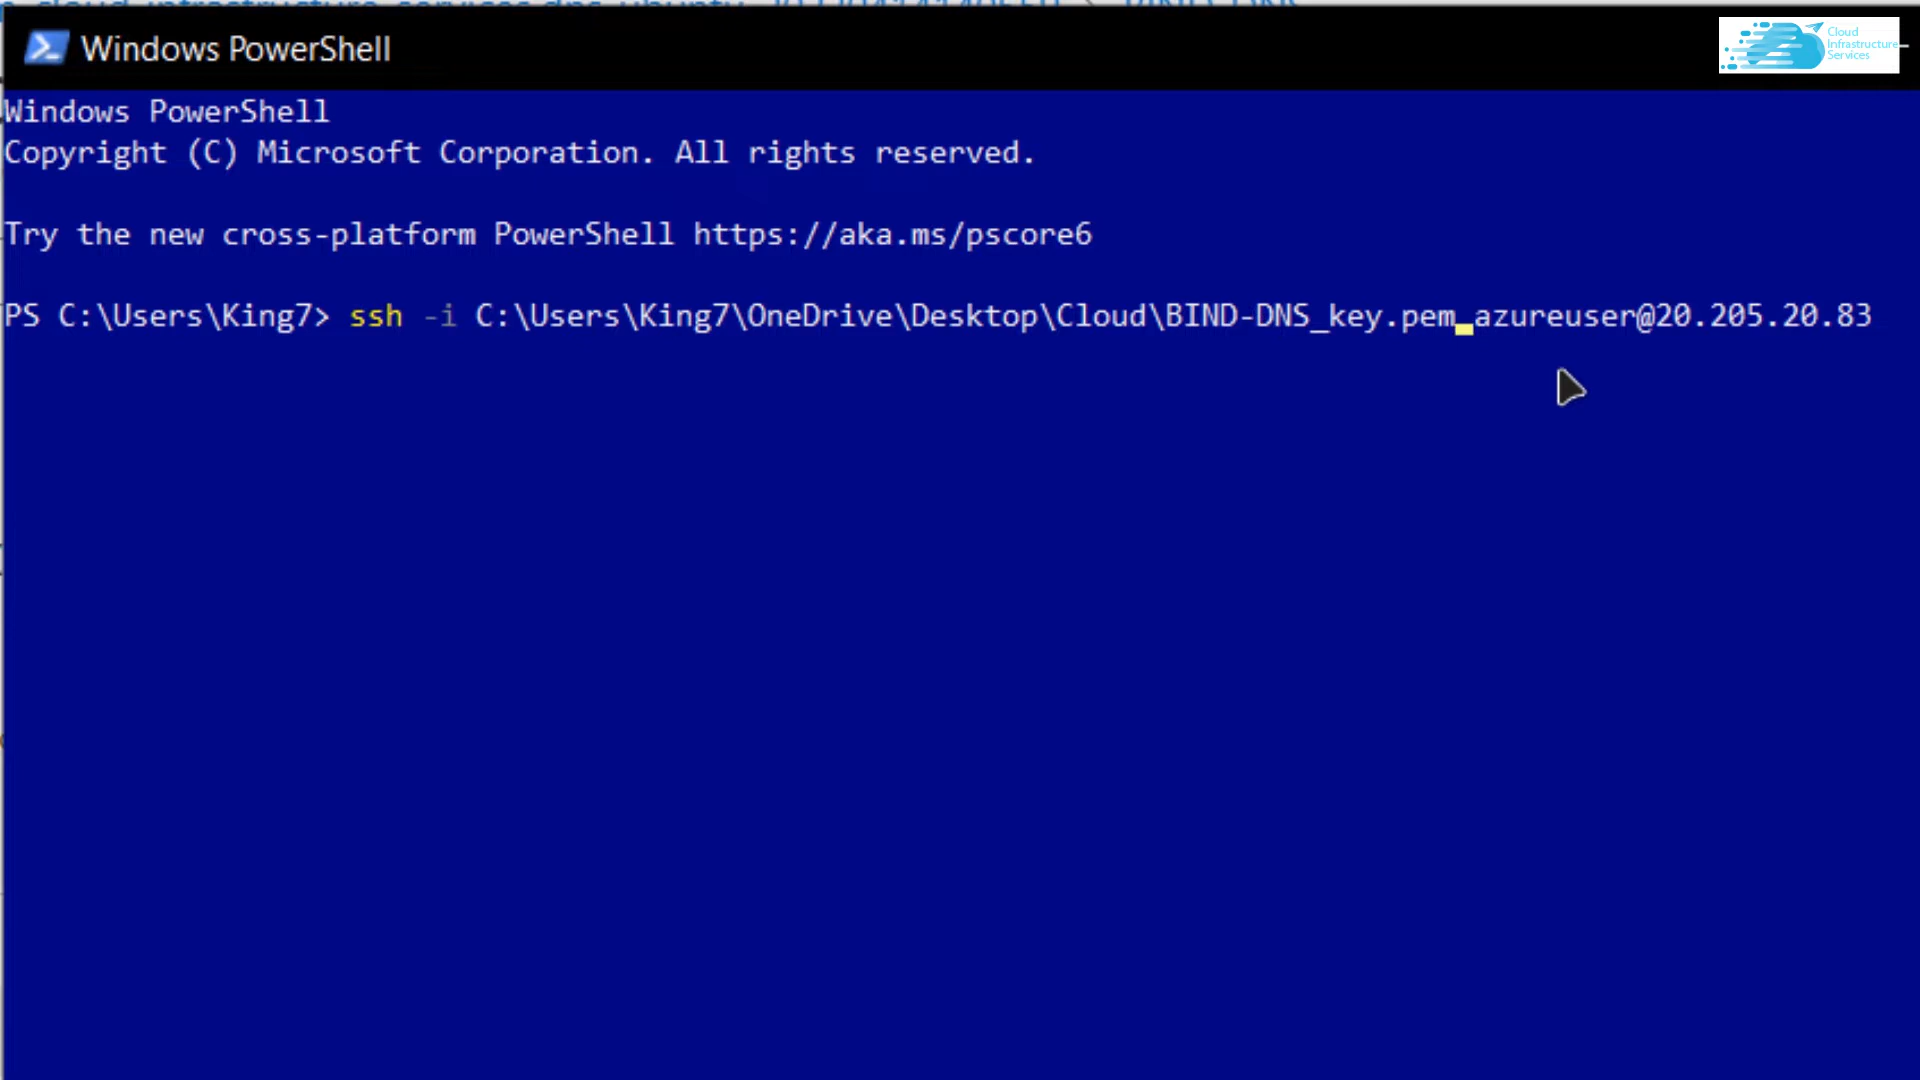 Windows PowerShell
Cloud
Infrastructure
Services
Windows PowerShell
Copyright (C) Microsoft Corporation. All rights reserved.
Try the new cross-platform PowerShell https://aka.ms/pscore6
PS C:\Users\King7> ssh -i C:\Users\King7\OneDrive\Desktop\Cloud\BIND-DNS_key.pem azureuser@20.205.20.83